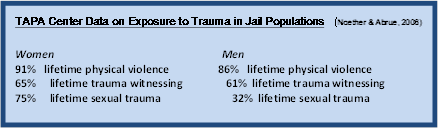 TAPA Center Data on Exposure to Trauma in Jail Populations (Noether & Abrue, 2006)
Women Men
91% lifetime physical violence 86% lifetime physical violence
65% lifetime trauma witnessing 61% lifetime trauma witnessing
75% lifetime sexual trauma 32% lifetime sexual trauma